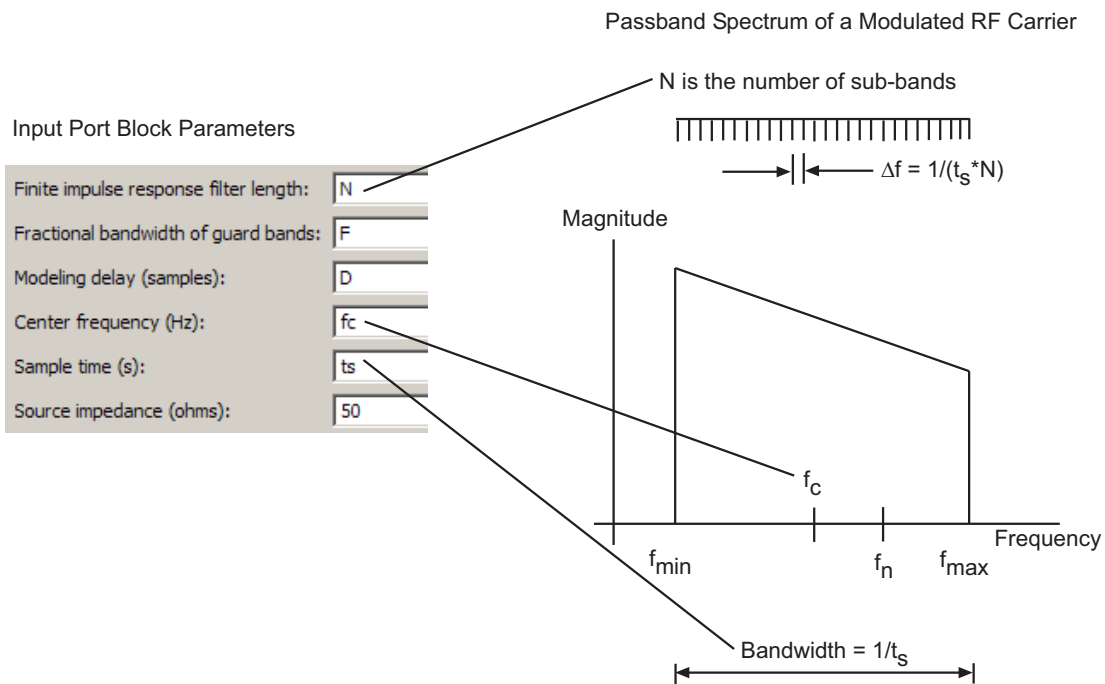 Passband Spectrum of a Modulated RF Carrier
N is the number of sub-bands
Δf = 1/(ts*N)
Input Port Block Parameters
Finite impulse response filter length: N
Fractional bandwidth of guard bands: F
Modeling delay (samples): D
Center frequency (Hz): fc
Sample time (s): ts
Source impedance (ohms): 50
Magnitude
fc
Frequency
fmin
fn
fmax
Bandwidth = 1/ts